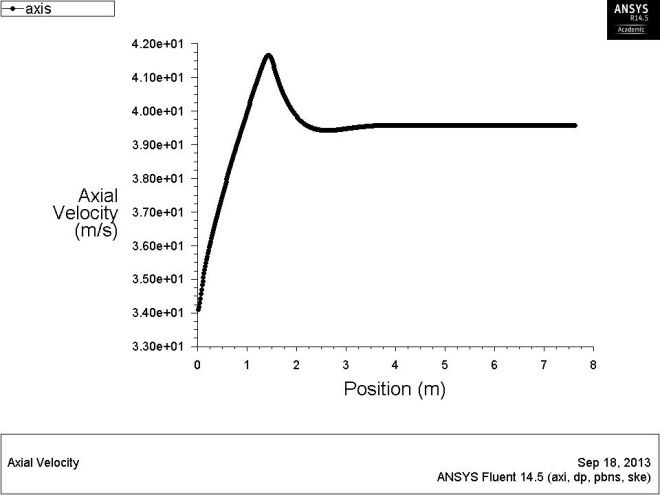 axis
ANSYS
R14.5
Academic
4.20e+01
4.10e+01
4.00e+01
3.90e+01
3.80e+01
3.70e+01
3.60e+01
3.50e+01
3.40e+01
3.30e+01
Axial
Velocity
(m/s)
0 1 2 3 4 5 6 7 8
Position (m)
Axial Velocity
Sep 18, 2013
ANSYS Fluent 14.5 (axi, dp, pbns, ske)